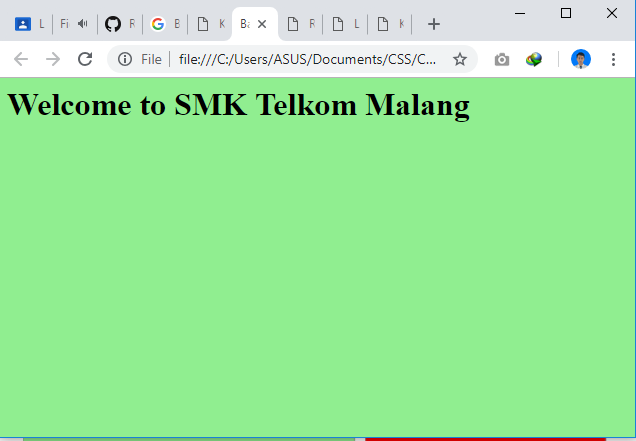 L
Fi
R
B
K
Ba
R
L
K
File
file:///C:/Users/ASUS/Documents/CSS/C...
Welcome to SMK Telkom Malang